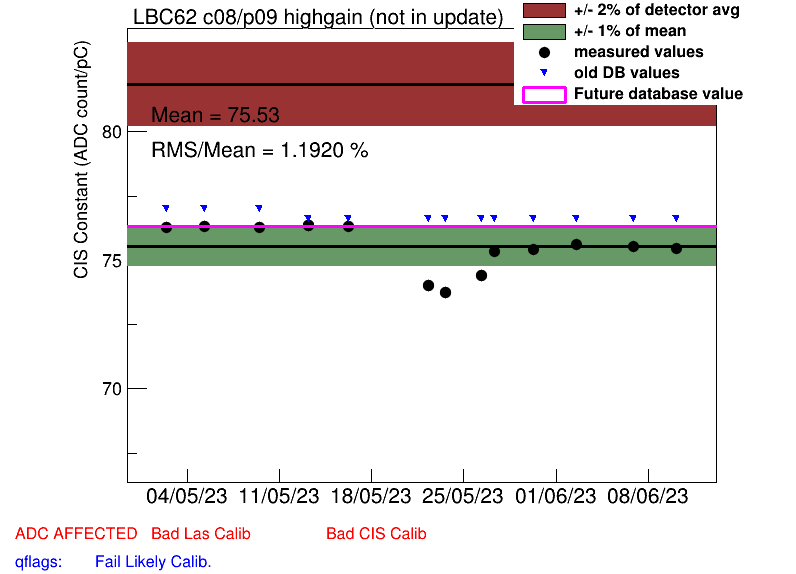 LBC62 c08/p09 highgain (not in update)
+/- 2% of detector avg
+/- 1% of mean
measured values
old DB values
Future database value
Mean = 75.53
RMS/Mean = 1.1920 %
CIS Constant (ADC count/pC)
80
75
70
04/05/23 11/05/23 18/05/23 25/05/23 01/06/23 08/06/23
ADC AFFECTED Bad Las Calib Bad CIS Calib
qflags: Fail Likely Calib.